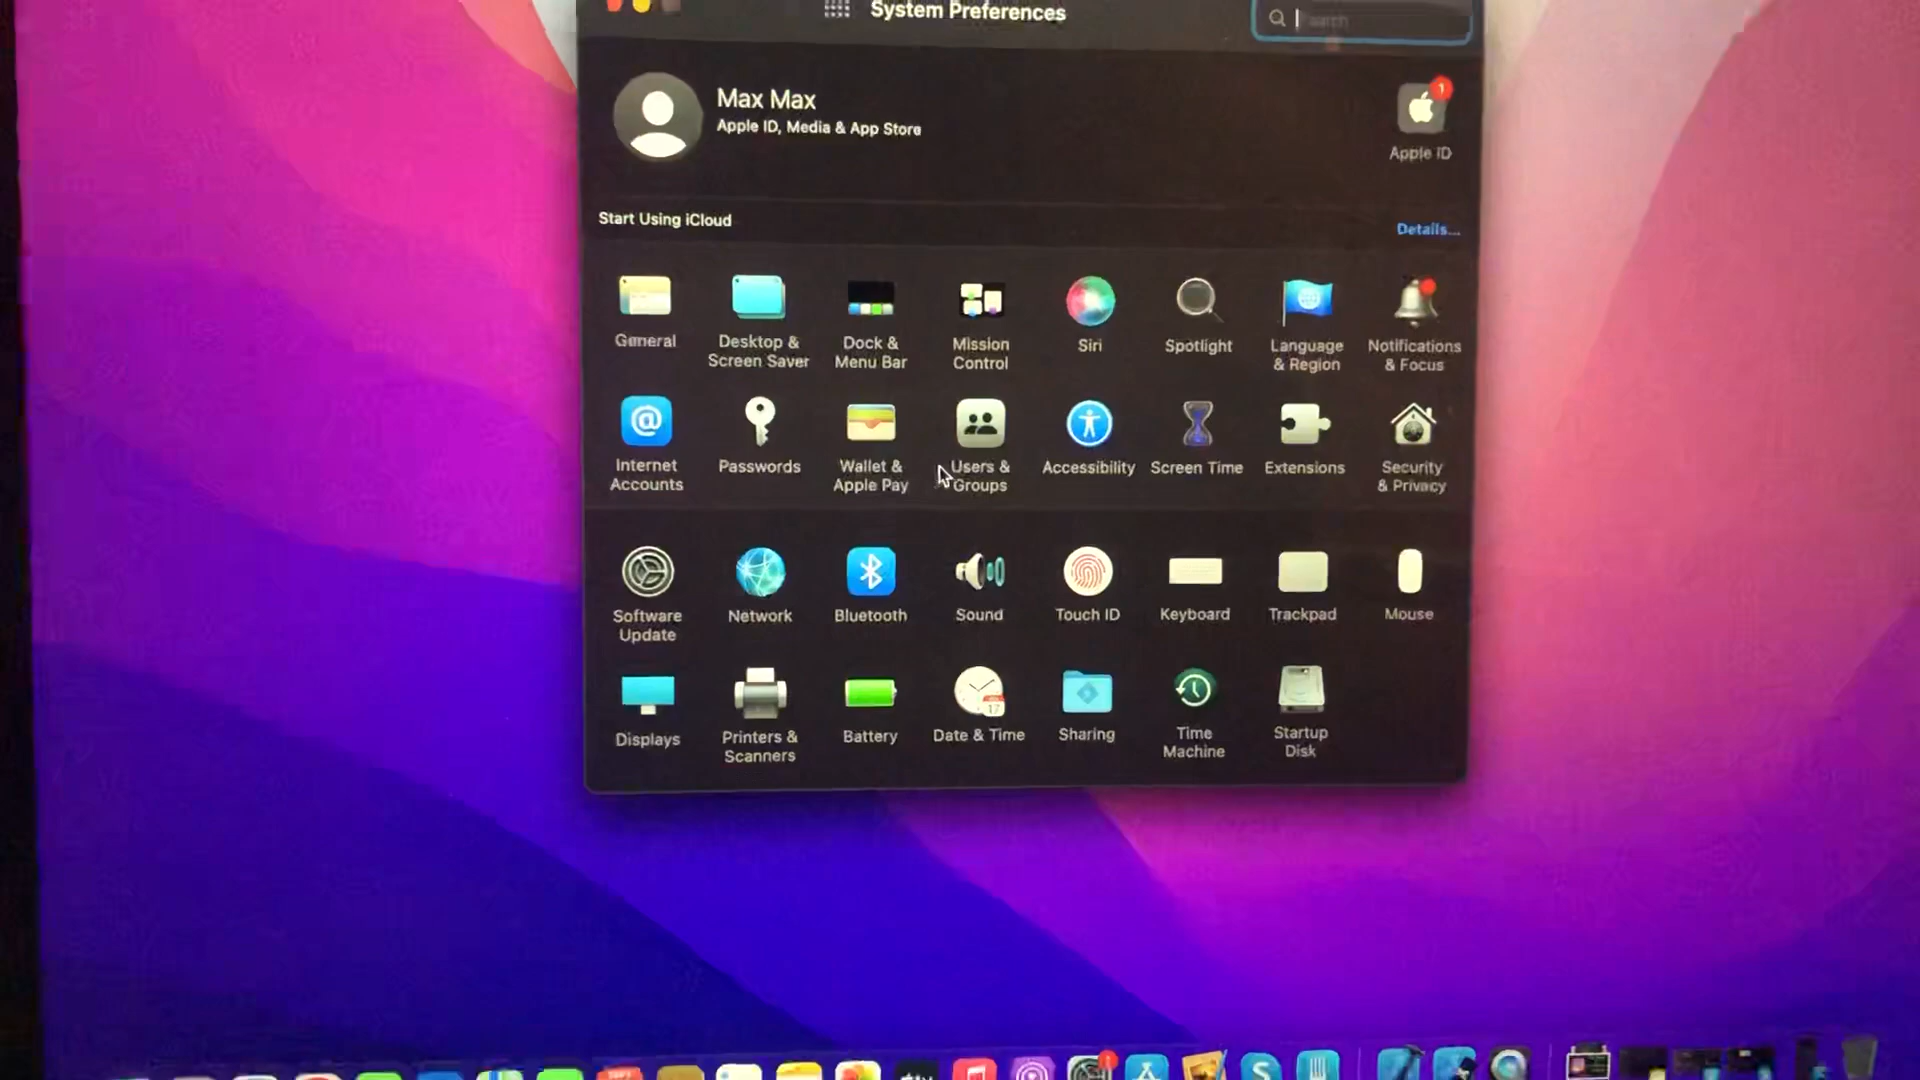 System Preferences
Search
Max Max
Apple ID, Media & App Store
1
Apple ID
Start Using iCloud
Details...
General
Desktop &
Screen Saver
Dock &
Menu Bar
Mission
Control
Siri
Spotlight
Language
& Region
Notifications
& Focus
@
Internet
Accounts
Passwords
Wallet &
Apple Pay
Users &
Groups
Accessibility
Screen Time
Extensions
Security
& Privacy
Software
Update
Network
Bluetooth
Sound
Touch ID
Keyboard
Trackpad
Mouse
Displays
Printers &
Scanners
Battery
17
Date & Time
Sharing
Time
Machine
Startup
Disk